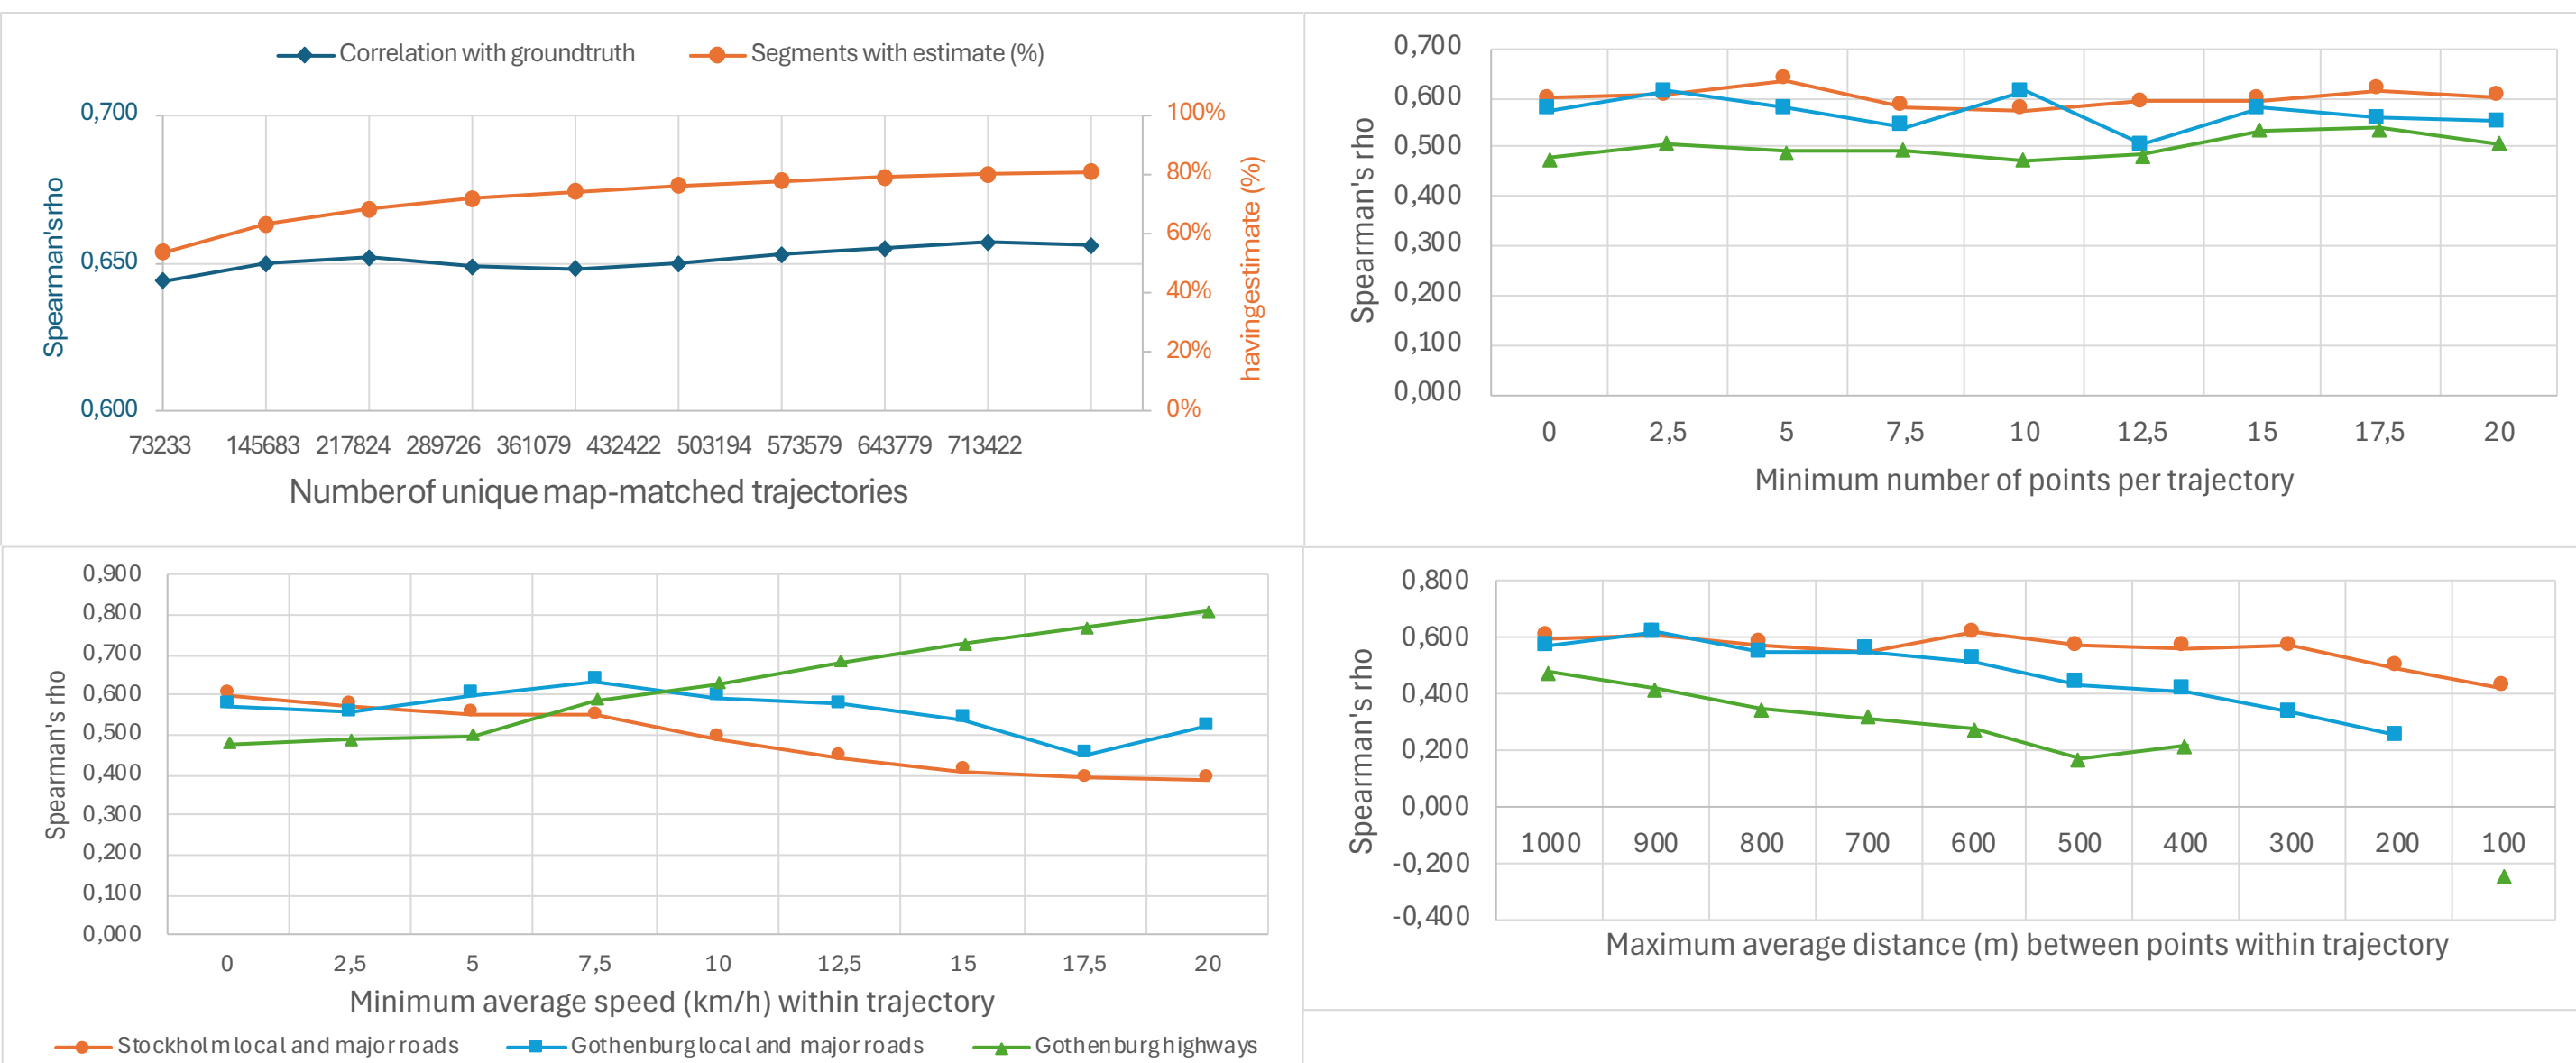 Correlation with groundtruth
Segments with estimate (%)
0,700
0,650
0,600
Spearman's rho
100%
80%
60%
40%
20%
0%
having estimate (%)
73233 145683 217824 289726 361079 432422 503194 573579 643779 713422
Number of unique map-matched trajectories
0,700
0,600
0,500
0,400
0,300
0,200
0,100
0,000
Spearman's rho
0 2,5 5 7,5 10 12,5 15 17,5 20
Minimum number of points per trajectory
0,900
0,800
0,700
0,600
0,500
0,400
0,300
0,200
0,100
0,000
Spearman's rho
0 2,5 5 7,5 10 12,5 15 17,5 20
Minimum average speed (km/h) within trajectory
Stockholm local and major roads
Gothenburg local and major roads
Gothenburg highways
0,800
0,600
0,400
0,200
0,000
-0,200
-0,400
Spearman's rho
1000 900 800 700 600 500 400 300 200 100
Maximum average distance (m) between points within trajectory